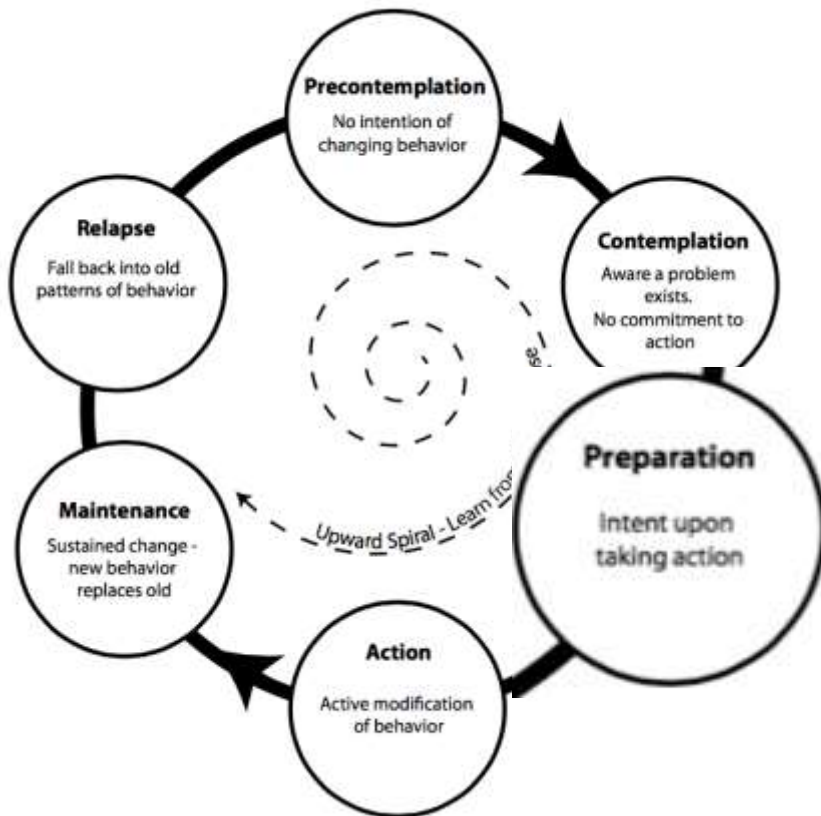 Precontemplation
No intention of
changing behavior
Contemplation
Aware a problem
exists.
No commitment to
action
Preparation
Intent upon
taking action
Action
Active modification
of behavior
Maintenance
Sustained change -
new behavior
replaces old
Relapse
Fall back into old
patterns of behavior
Upward Spiral - Learn